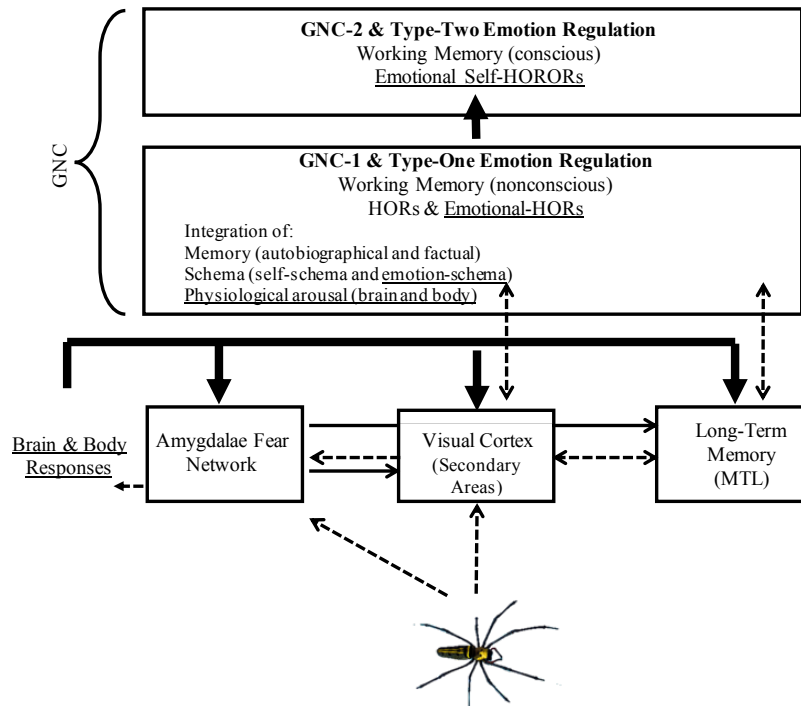 GNC-2 & Type-Two Emotion Regulation
Working Memory (conscious)
Emotional Self-HORORs
GNC
GNC-1 & Type-One Emotion Regulation
Working Memory (nonconscious)
HORs & Emotional-HORs
Integration of:
Memory (autobiographical and factual)
Schema (self-schema and emotion-schema)
Physiological arousal (brain and body)
Brain & Body
Responses
Amygdalae Fear
Network
Visual Cortex
(Secondary
Areas)
Long-Term
Memory
(MTL)